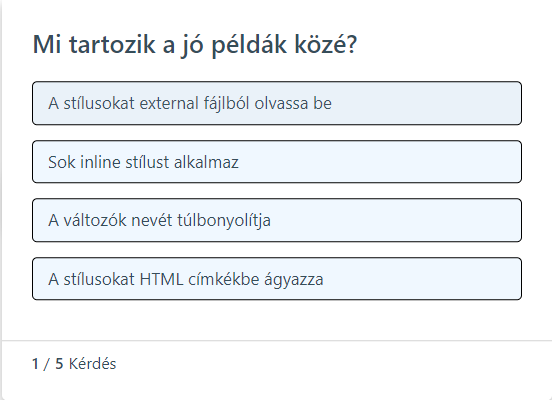 Mi tartozik a jó példák közé?
A stílusokat external fájlból olvassa be
Sok inline stílust alkalmaz
A változók nevét túlbonyolítja
A stílusokat HTML címkékbe ágyazza
1 / 5 Kérdés